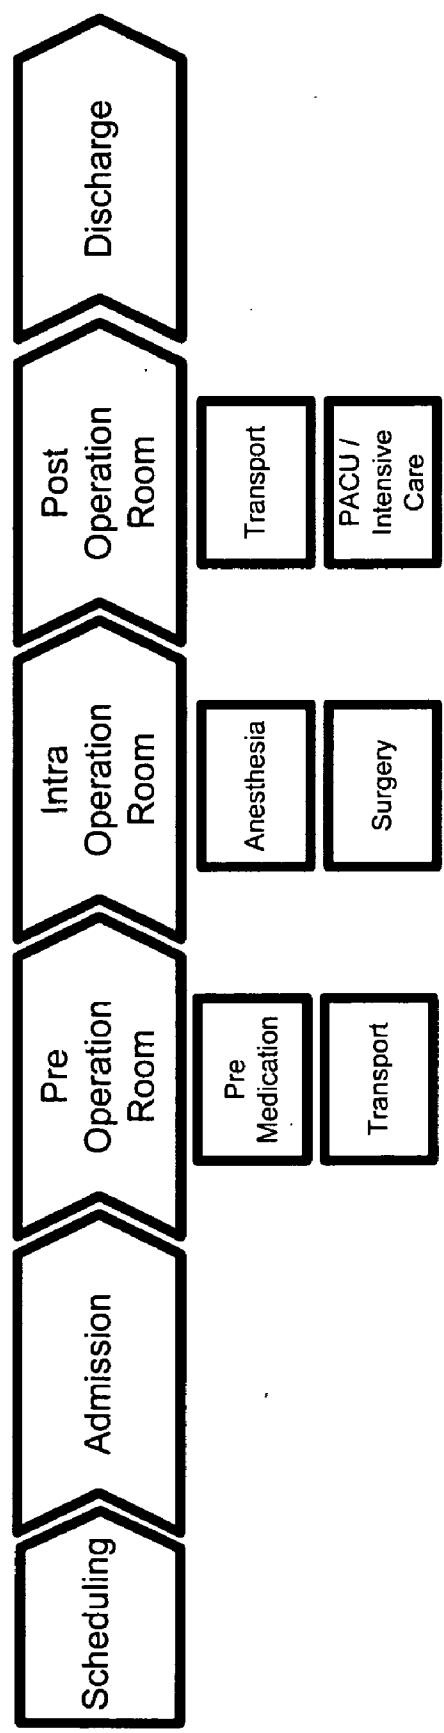 Scheduling
Admission
Pre
Operation
Room
Intra
Operation
Room
Post
Operation
Room
Discharge
Pre
Medication
Transport
Anesthesia
Surgery
Transport
PACU /
Intensive
Care